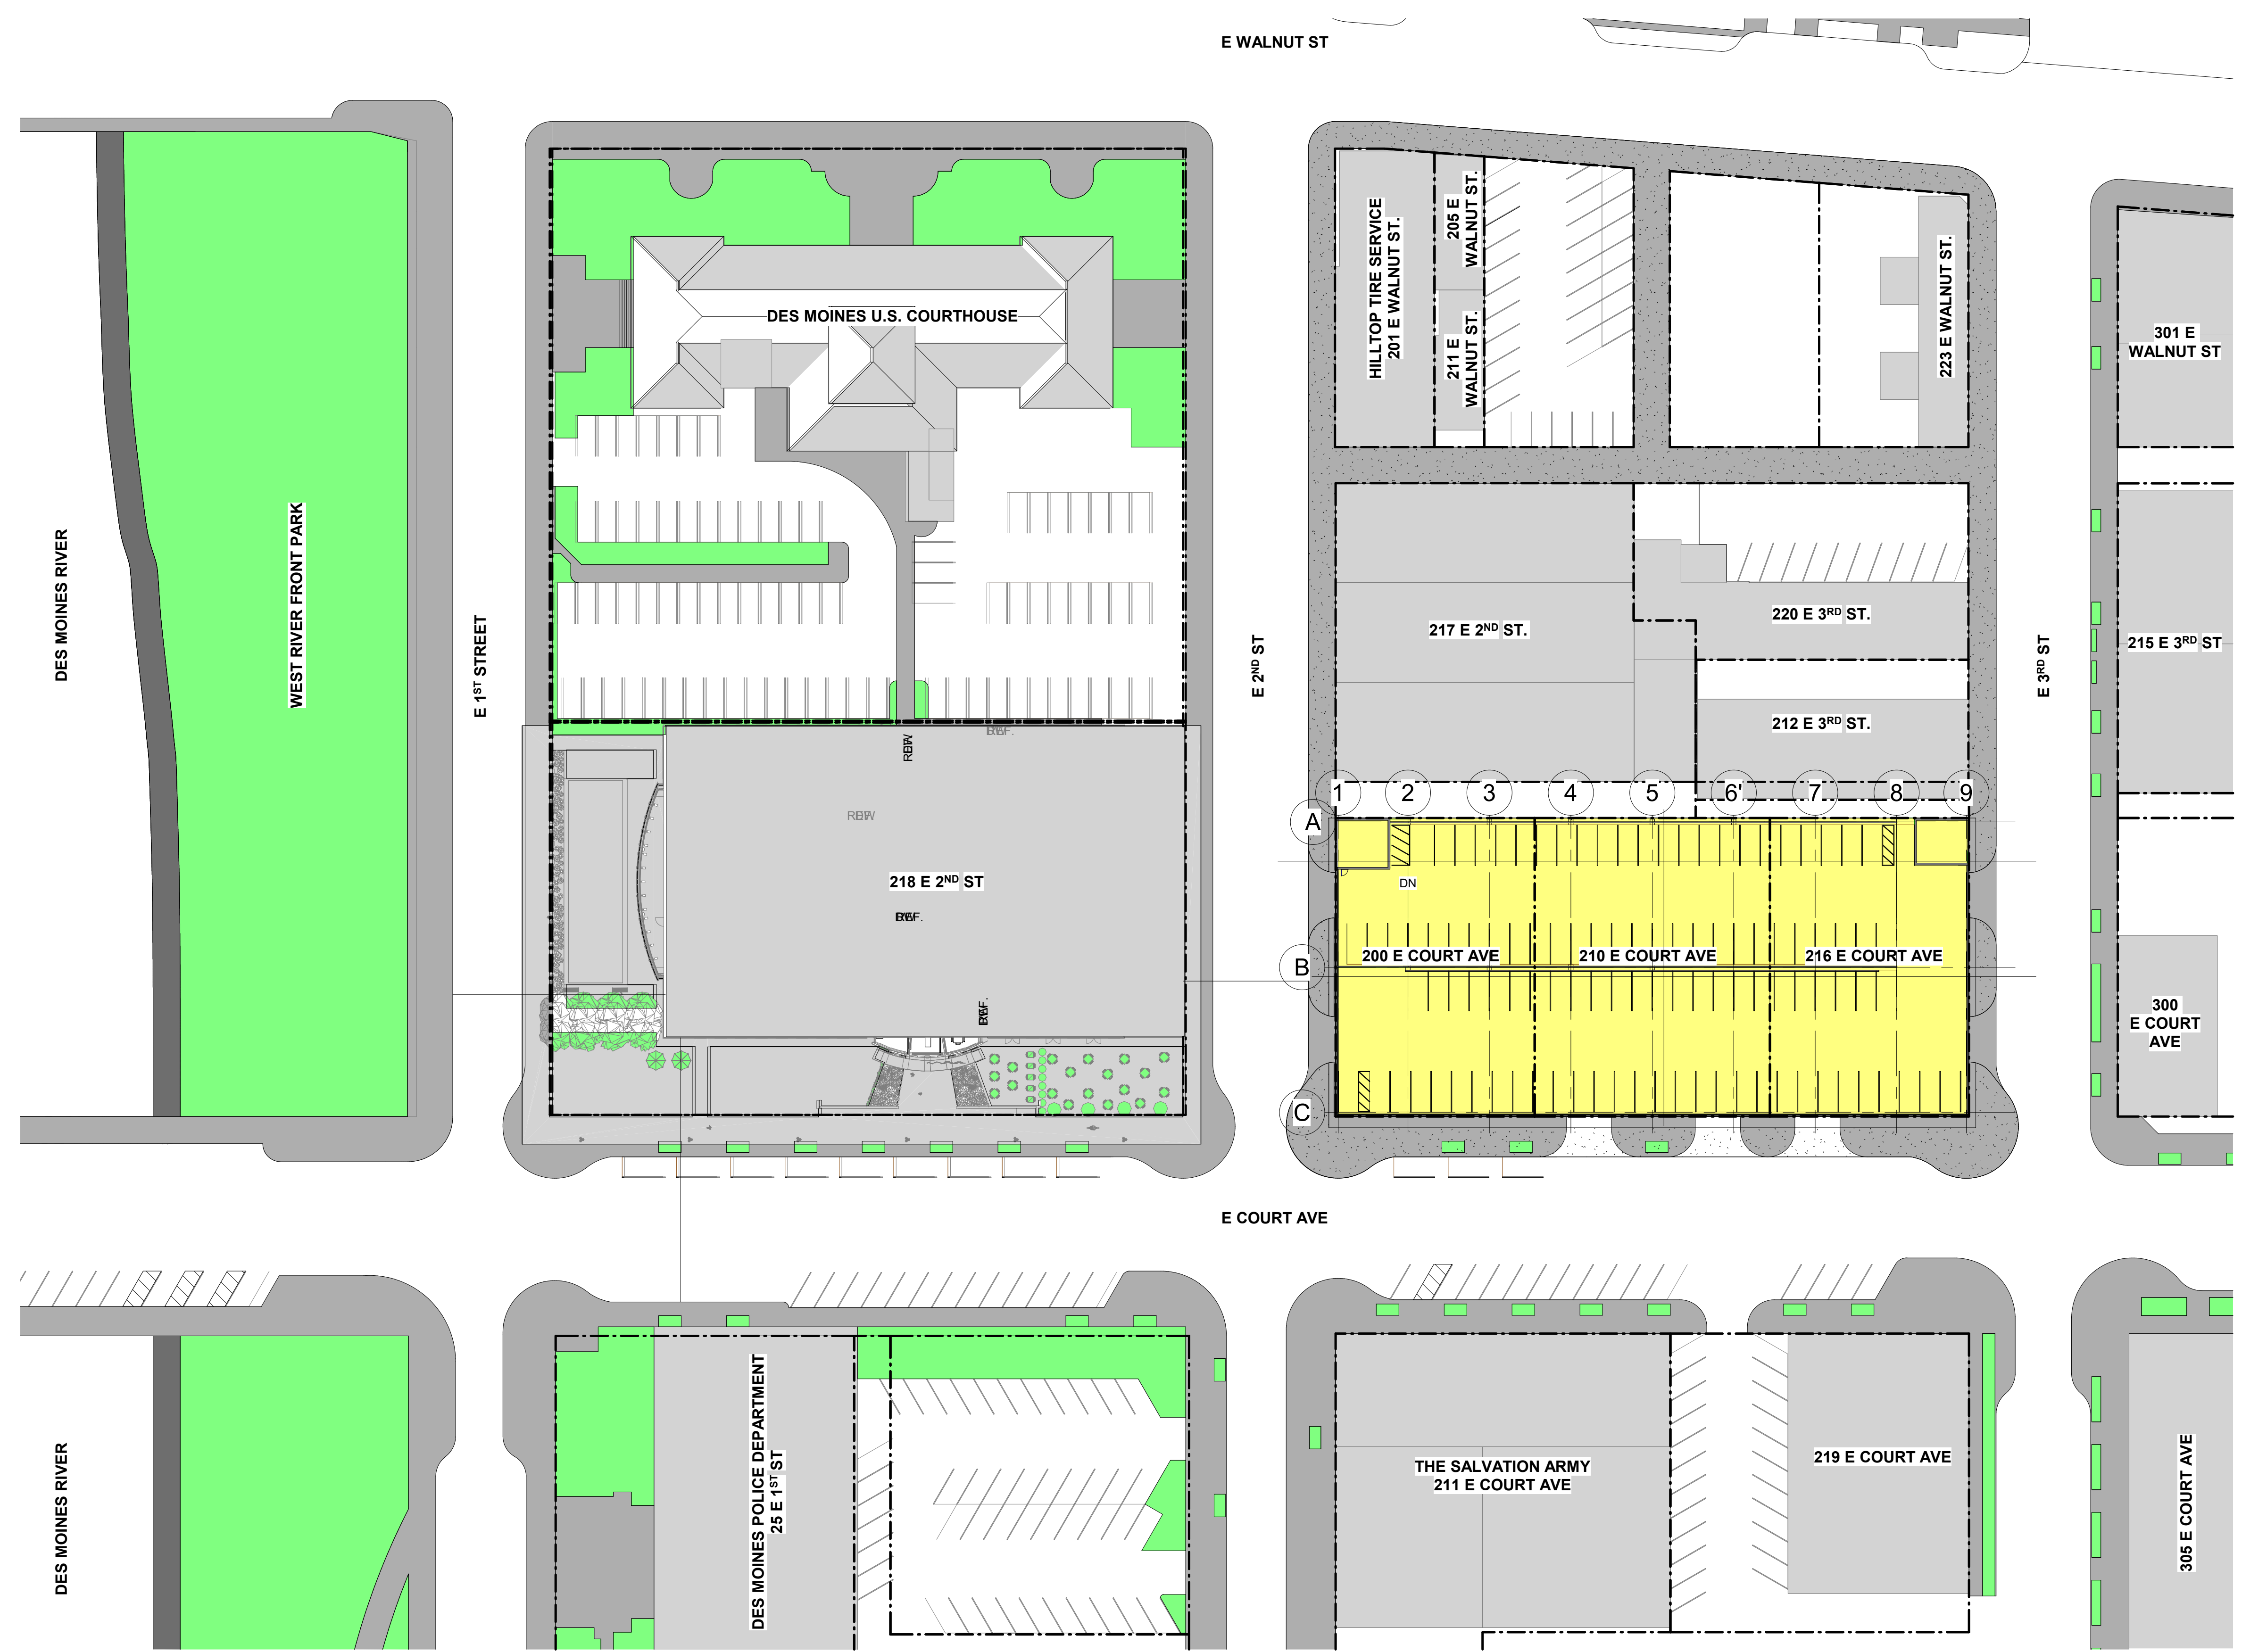 E WALNUT ST
DES MOINES RIVER
WEST RIVER FRONT PARK
E 1ST STREET
DES MOINES U.S. COURTHOUSE
E 2ND ST
HILLTOP TIRE SERVICE
201 E WALNUT ST.
205 E
WALNUT ST.
211 E
WALNUT ST.
223 E WALNUT ST.
301 E
WALNUT ST
217 E 2ND ST.
220 E 3RD ST.
212 E 3RD ST.
E 3RD ST
215 E 3RD ST
218 E 2ND ST
1 2 3 4 5 6' 7 8 9
A
DN
B
200 E COURT AVE
210 E COURT AVE
216 E COURT AVE
C
300
E COURT
AVE
E COURT AVE
DES MOINES RIVER
DES MOINES POLICE DEPARTMENT
25 E 1ST ST
THE SALVATION ARMY
211 E COURT AVE
219 E COURT AVE
305 E COURT AVE